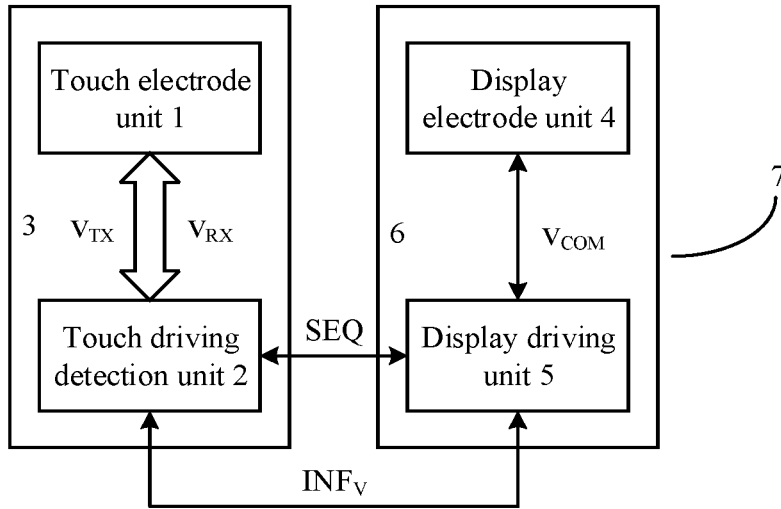 Touch electrode
unit 1
Display
electrode unit 4
7
3
V_TX
V_RX
6
V_COM
Touch driving
detection unit 2
SEQ
Display driving
unit 5
INF_V